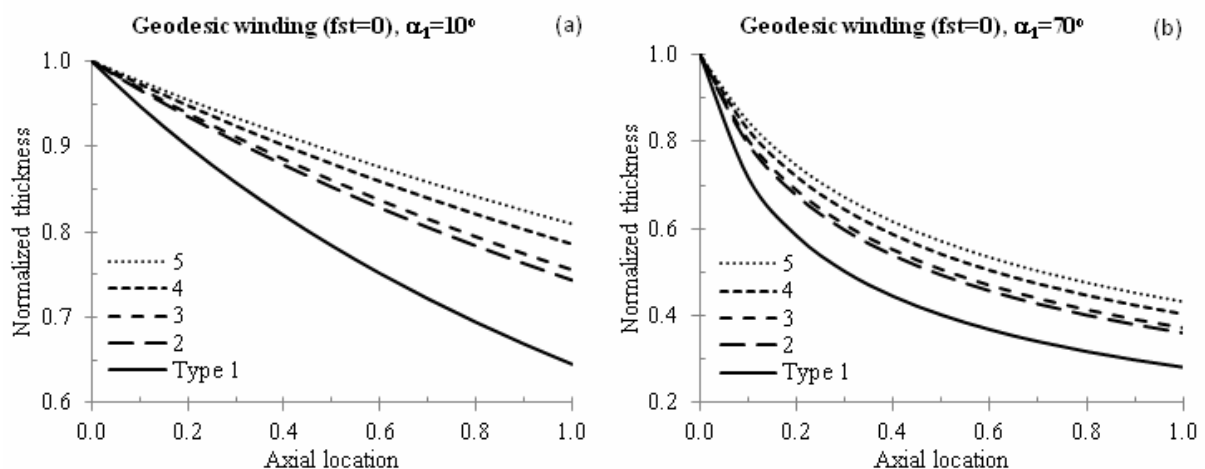 Geodesic winding (fst=0), α₁=10º (a)
1.0
0.9
0.8
0.7
0.6
Normalized thickness
5
4
3
2
Type 1
0.0 0.2 0.4 0.6 0.8 1.0
Axial location
Geodesic winding (fst=0), α₁=70º (b)
1.0
0.8
0.6
0.4
0.2
Normalized thickness
5
4
3
2
Type 1
0.0 0.2 0.4 0.6 0.8 1.0
Axial location